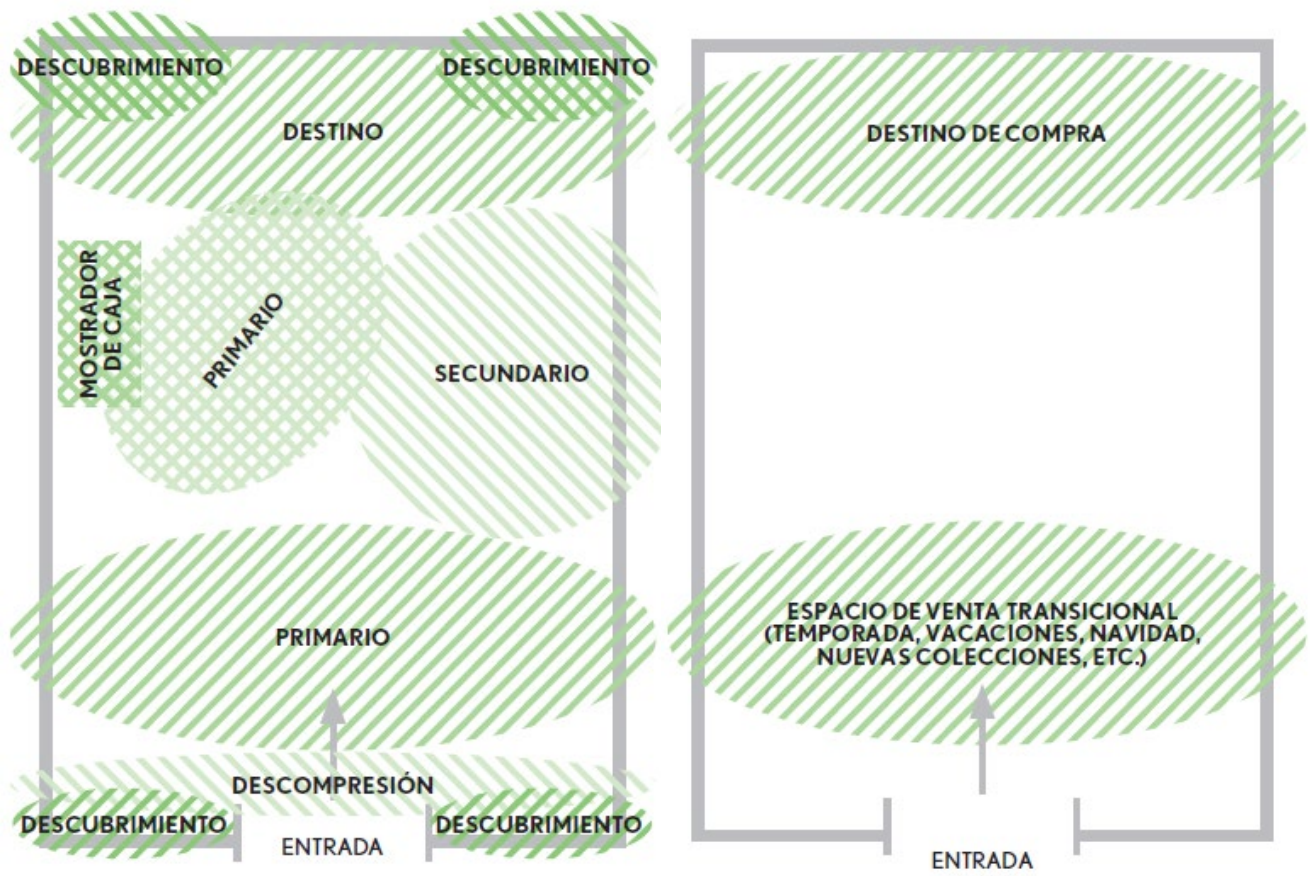 DESCUBRIMIENTO
DESCUBRIMIENTO
DESTINO
MOSTRADOR
DE CAJA
PRIMARIO
SECUNDARIO
PRIMARIO
DESCOMPRESIÓN
DESCUBRIMIENTO
DESCUBRIMIENTO
ENTRADA
DESTINO DE COMPRA
ESPACIO DE VENTA TRANSICIONAL
(TEMPORADA, VACACIONES, NAVIDAD,
NUEVAS COLECCIONES, ETC.)
ENTRADA